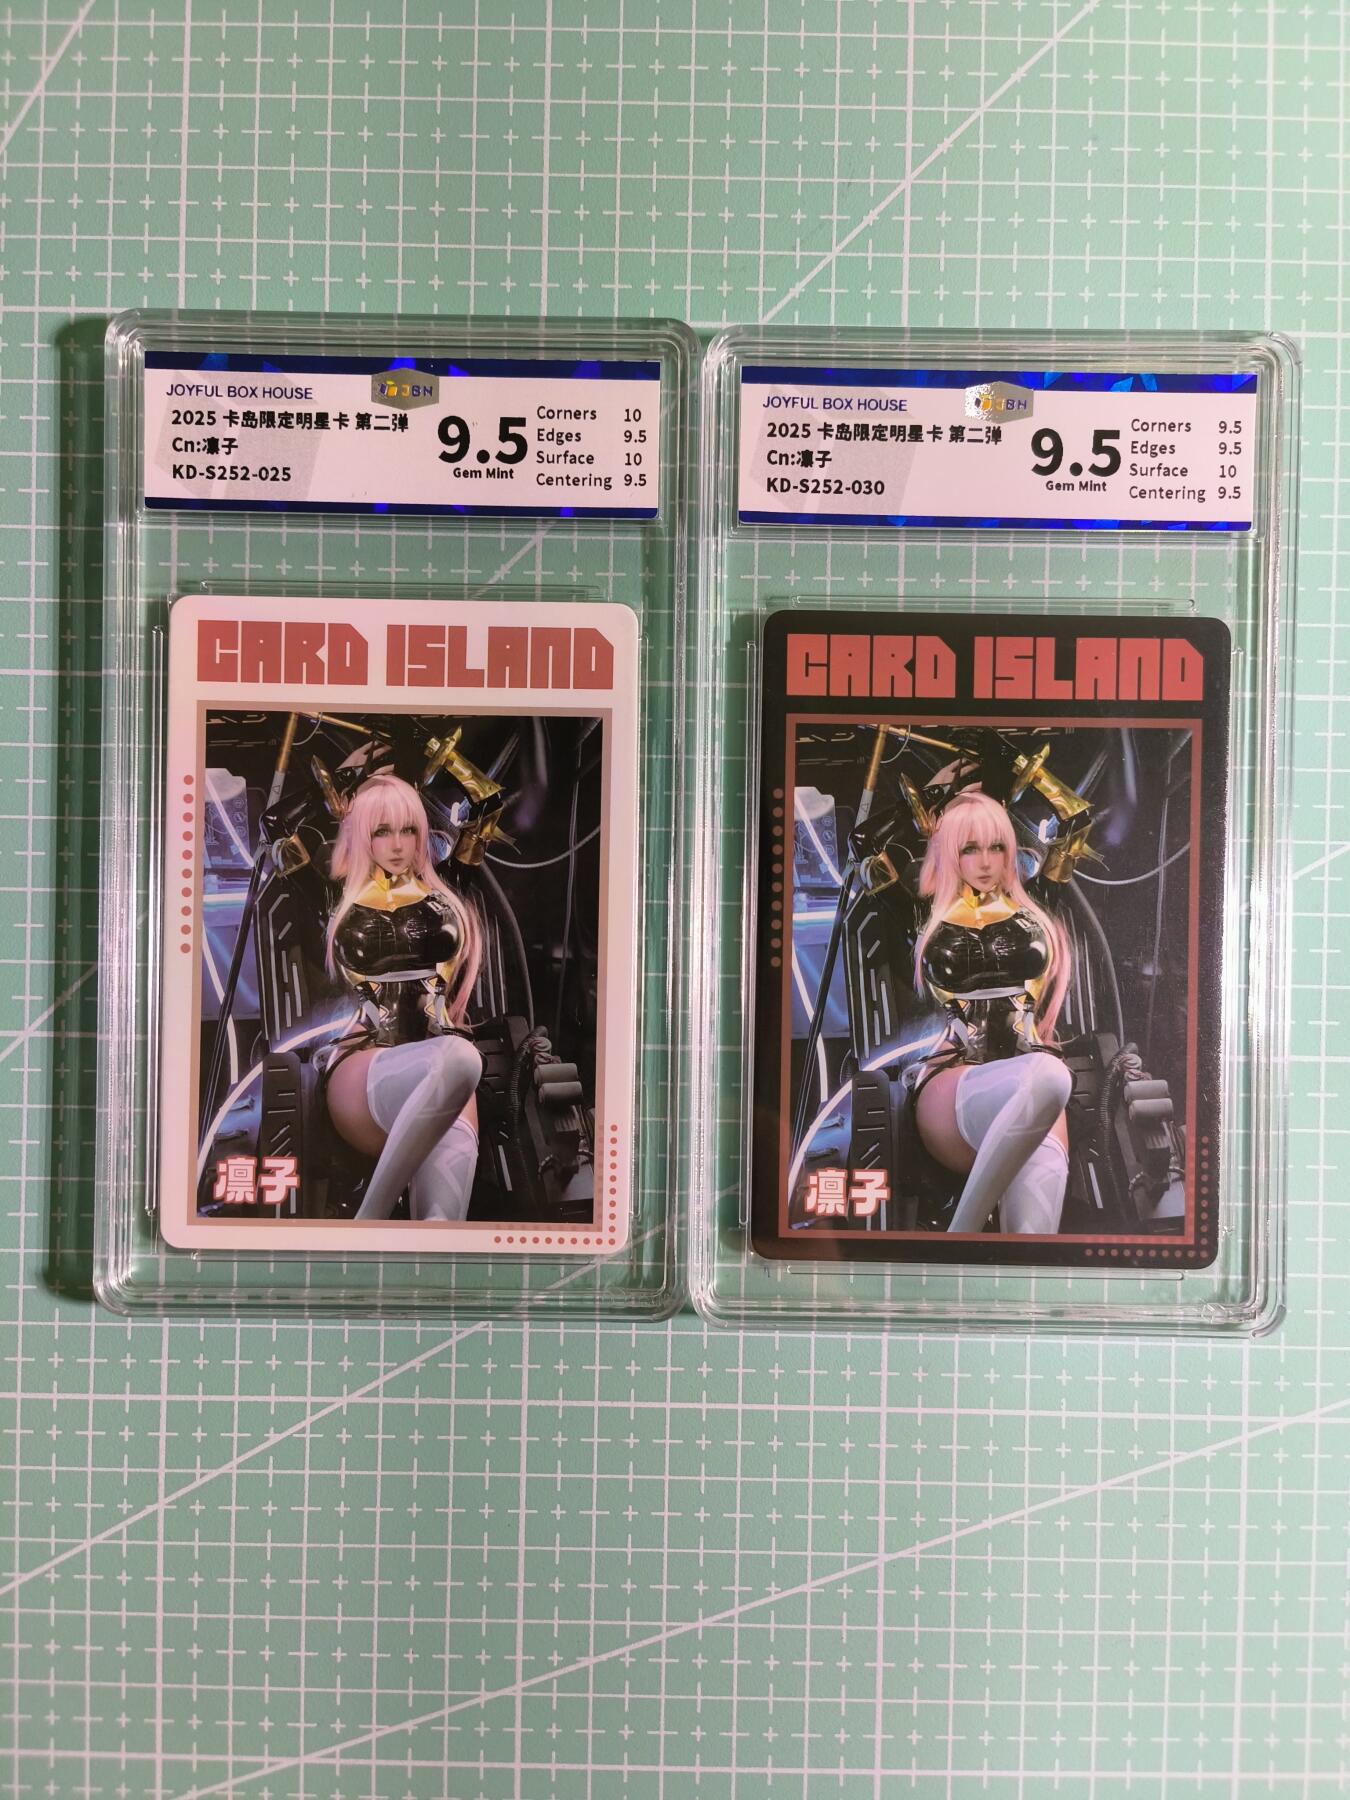 JOYFUL BOX HOUSE
JBH
2025 卡岛限定明星卡 第二弹
Cn:凛子
KD-S252-025
9.5
Gem Mint
Corners 10
Edges 9.5
Surface 10
Centering 9.5
CARD ISLAND
凛子
JOYFUL BOX HOUSE
JBH
2025 卡岛限定明星卡 第二弹
Cn:凛子
KD-S252-030
9.5
Gem Mint
Corners 9.5
Edges 9.5
Surface 10
Centering 9.5
CARD ISLAND
凛子